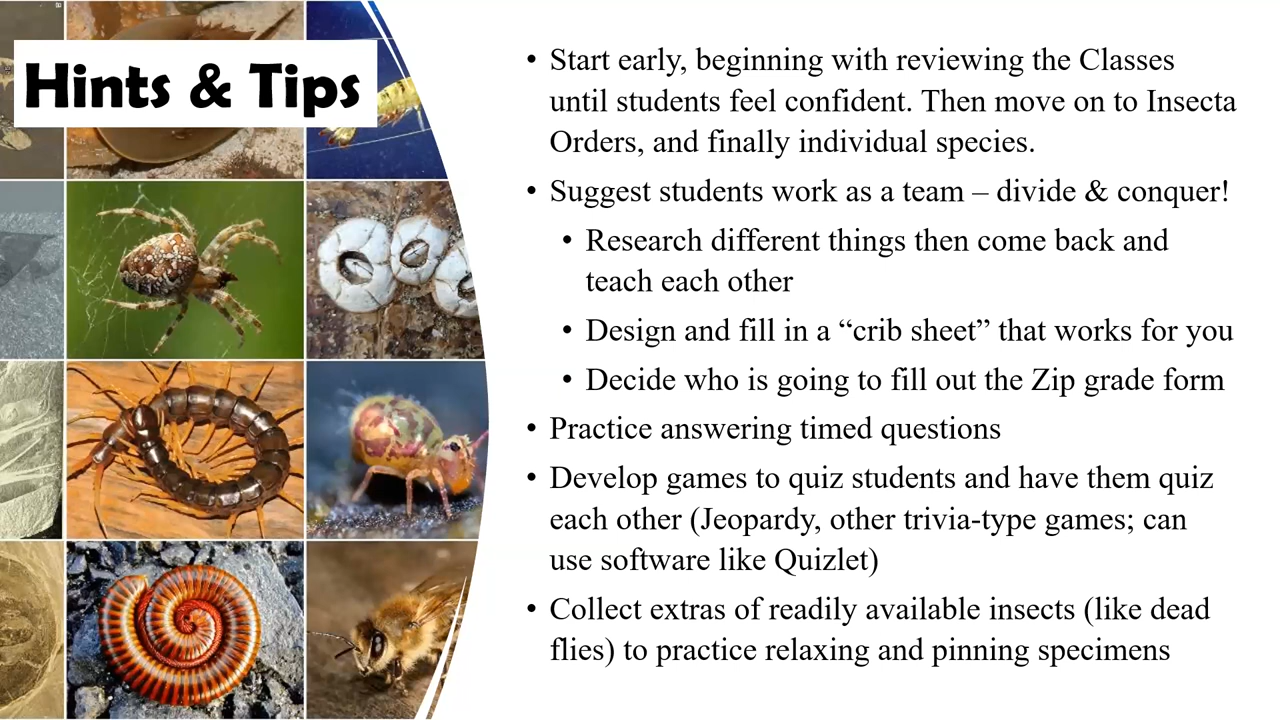 Hints & Tips
• Start early, beginning with reviewing the Classes
until students feel confident. Then move on to Insecta
Orders, and finally individual species.
• Suggest students work as a team – divide & conquer!
• Research different things then come back and
teach each other
• Design and fill in a “crib sheet” that works for you
• Decide who is going to fill out the Zip grade form
• Practice answering timed questions
• Develop games to quiz students and have them quiz
each other (Jeopardy, other trivia-type games; can
use software like Quizlet)
• Collect extras of readily available insects (like dead
flies) to practice relaxing and pinning specimens